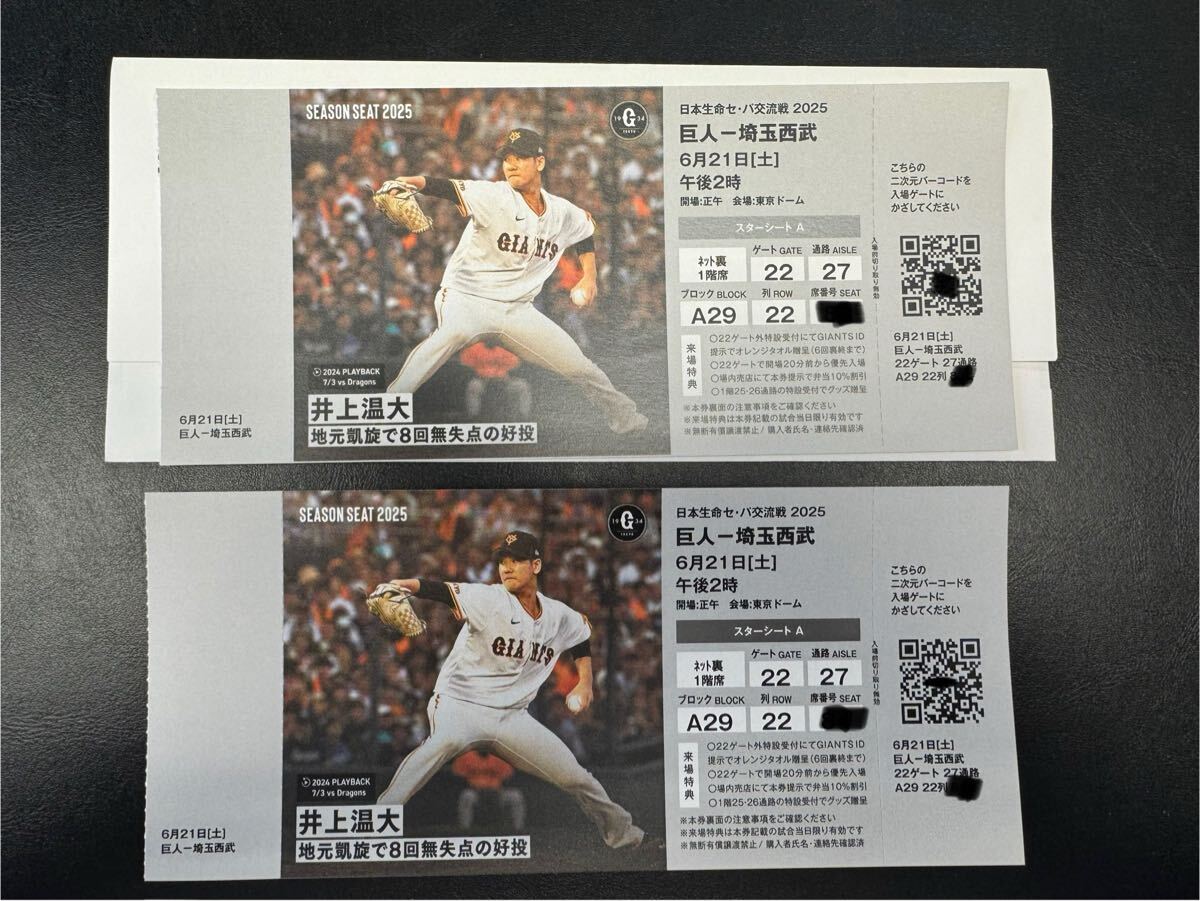 SEASON SEAT 2025
19 G 34
TOKYO
2024 PLAYBACK
7/3 vs Dragons
井上温大
地元凱旋で8回無失点の好投
GIANTS
6月21日[土]
巨人ー埼玉西武
日本生命セ・パ交流戦 2025
巨人ー埼玉西武
6月21日[土]
午後2時
開場:正午 会場:東京ドーム
スターシート A
ネット裏
1階席
ゲート GATE
22
通路 AISLE
27
ブロック BLOCK
A29
列 ROW
22
席番号 SEAT
来場特典
○22ゲート外特設受付にてGIANTS ID
提示でオレンジタオル贈呈(6回裏終まで)
○22ゲートで開場20分前から優先入場
○場内売店にて本券提示で弁当10%割引
○1階25・26通路の特設受付でグッズ贈呈
※本券裏面の注意事項をご確認ください
※来場特典は本券記載の試合当日限り有効です
※無断有償譲渡禁止/購入者氏名・連絡先確認済
入場前切り取り無効
こちらの
二次元バーコードを
入場ゲートに
かざしてください
6月21日[土]
巨人ー埼玉西武
22ゲート 27通路
A29 22列
SEASON SEAT 2025
19 G 34
TOKYO
2024 PLAYBACK
7/3 vs Dragons
井上温大
地元凱旋で8回無失点の好投
GIANTS
6月21日[土]
巨人ー埼玉西武
日本生命セ・パ交流戦 2025
巨人ー埼玉西武
6月21日[土]
午後2時
開場:正午 会場:東京ドーム
スターシート A
ネット裏
1階席
ゲート GATE
22
通路 AISLE
27
ブロック BLOCK
A29
列 ROW
22
席番号 SEAT
来場特典
○22ゲート外特設受付にてGIANTS ID
提示でオレンジタオル贈呈(6回裏終まで)
○22ゲートで開場20分前から優先入場
○場内売店にて本券提示で弁当10%割引
○1階25・26通路の特設受付でグッズ贈呈
※本券裏面の注意事項をご確認ください
※来場特典は本券記載の試合当日限り有効です
※無断有償譲渡禁止/購入者氏名・連絡先確認済
入場前切り取り無効
こちらの
二次元バーコードを
入場ゲートに
かざしてください
6月21日[土]
巨人ー埼玉西武
22ゲート 27通路
A29 22列